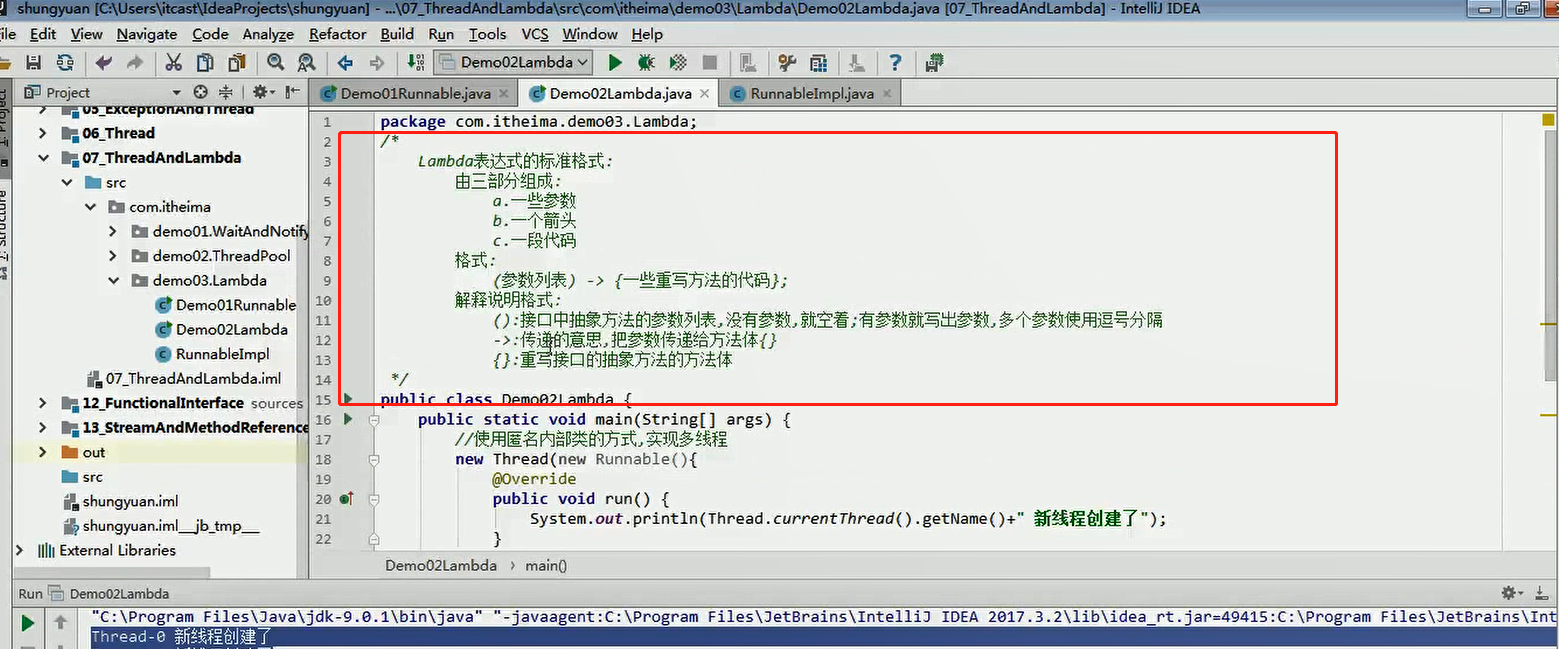 shungyuan [C:\Users\itcast\IdeaProjects\shungyuan] - ...\07_ThreadAndLambda\src\com\itheima\demo03\Lambda\Demo02Lambda.java [07_ThreadAndLambda] - IntelliJ IDEA
ile Edit View Navigate Code Analyze Refactor Build Run Tools VCS Window Help
Demo02Lambda
Project
Demo01Runnable.java Demo02Lambda.java RunnableImpl.java
05_ExceptionAndThread
06_Thread
07_ThreadAndLambda
src
com.itheima
demo01.WaitAndNotify
demo02.ThreadPool
demo03.Lambda
Demo01Runnable
Demo02Lambda
RunnableImpl
07_ThreadAndLambda.iml
12_FunctionalInterface sources
13_StreamAndMethodReference
out
src
shungyuan.iml
shungyuan.iml__jb_tmp__
External Libraries
1 package com.itheima.demo03.Lambda;
2 /*
3 Lambda表达式的标准格式:
4 由三部分组成:
5 a.一些参数
6 b.一个箭头
7 c.一段代码
8 格式:
9 (参数列表) -> {一些重写方法的代码};
10 解释说明格式:
11 ():接口中抽象方法的参数列表,没有参数,就空着;有参数就写出参数,多个参数使用逗号分隔
12 ->:传递的意思,把参数传递给方法体{}
13 {}:重写接口的抽象方法的方法体
14 */
15 public class Demo02Lambda {
16 public static void main(String[] args) {
17 //使用匿名内部类的方式,实现多线程
18 new Thread(new Runnable(){
19 @Override
20 public void run() {
21 System.out.println(Thread.currentThread().getName()+" 新线程创建了");
22 }
Demo02Lambda › main()
Run Demo02Lambda
"C:\Program Files\Java\jdk-9.0.1\bin\java" "-javaagent:C:\Program Files\JetBrains\IntelliJ IDEA 2017.3.2\lib\idea_rt.jar=49415:C:\Program Files\JetBrains\Int
Thread-0 新线程创建了